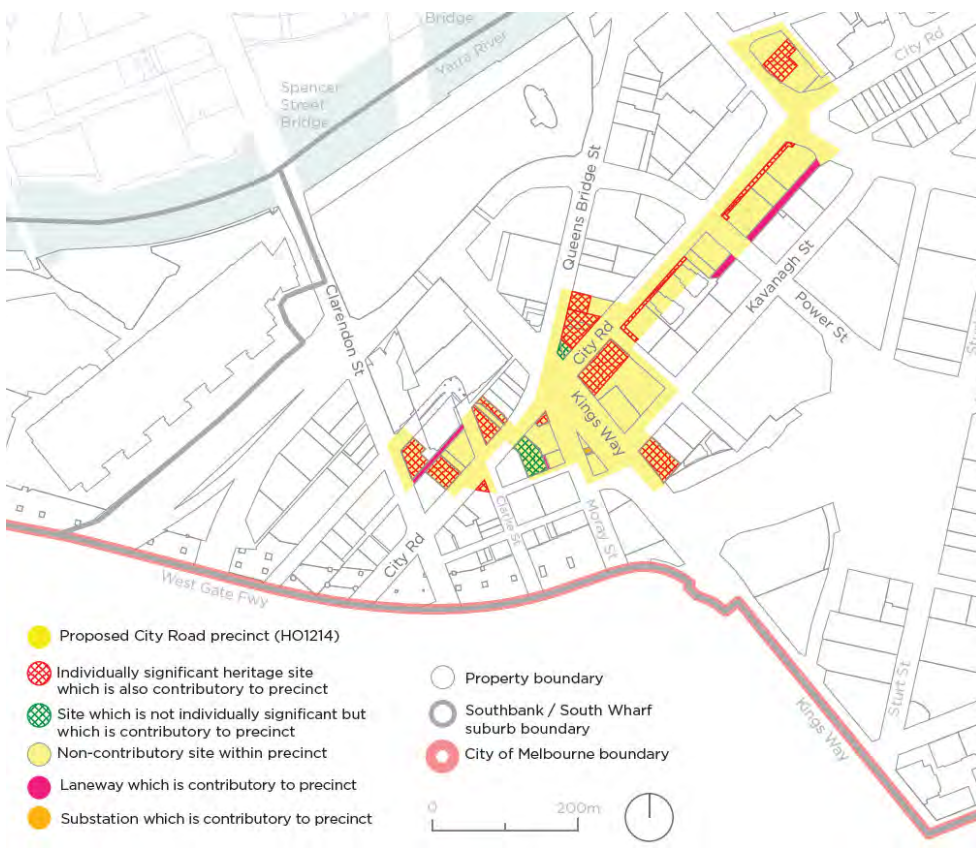 Bridge
Yarra River
City Rd
Spencer
Street
Bridge
Queens Bridge St
Clarendon St
Kavanagh St
Power St
City Rd
Kings Way
Clarke St
Moray St
City Rd
West Gate Fwy
Sturt St
Kings Way
St
Proposed City Road precinct (HO1214)
Individually significant heritage site
which is also contributory to precinct
Site which is not individually significant but
which is contributory to precinct
Non-contributory site within precinct
Laneway which is contributory to precinct
Substation which is contributory to precinct
Property boundary
Southbank / South Wharf
suburb boundary
City of Melbourne boundary
0 200m